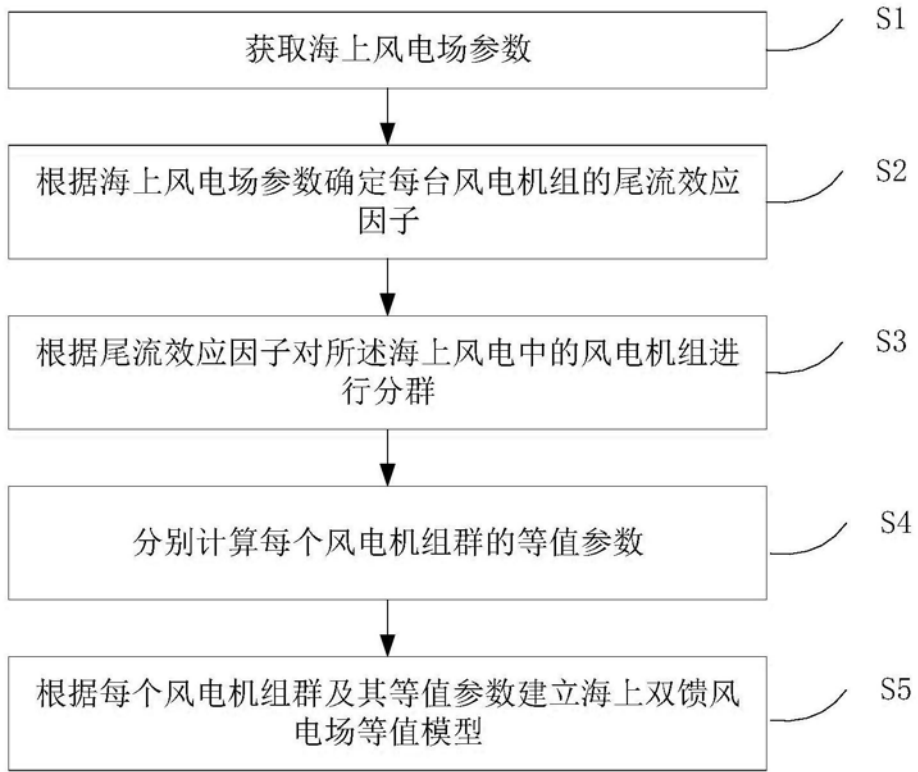 获取海上风电场参数
S1
根据海上风电场参数确定每台风电机组的尾流效应
因子
S2
根据尾流效应因子对所述海上风电中的风电机组进
行分群
S3
分别计算每个风电机组群的等值参数
S4
根据每个风电机组群及其等值参数建立海上双馈风
电场等值模型
S5